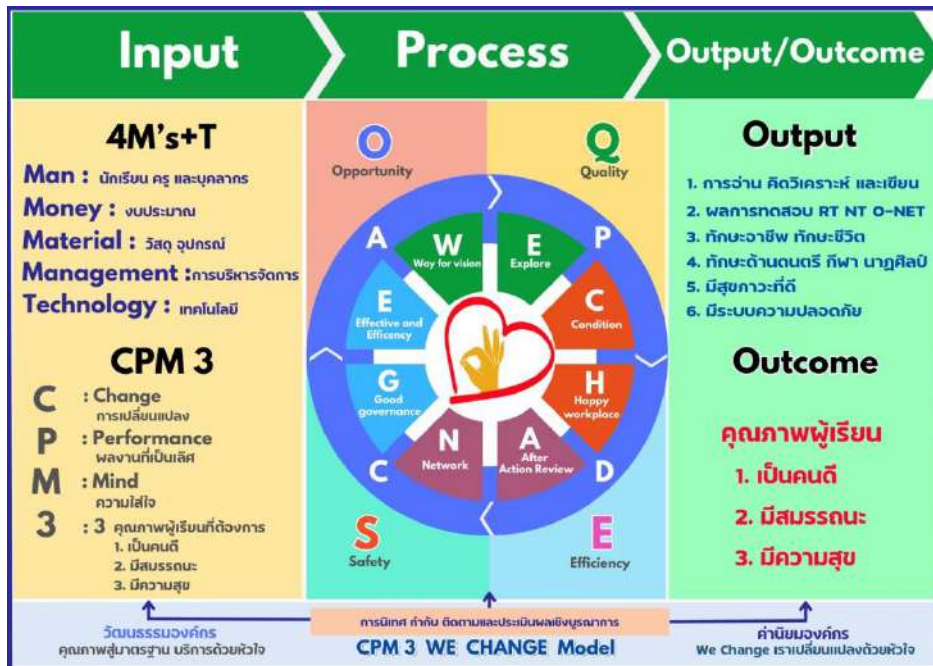 Input
Process
Output/Outcome
4M's+T
Man : นักเรียน ครู และบุคลากร
Money : งบประมาณ
Material : วัสดุ อุปกรณ์
Management :การบริหารจัดการ
Technology : เทคโนโลยี
CPM 3
C : Change
การเปลี่ยนแปลง
P : Performance
ผลงานที่เป็นเลิศ
M : Mind
ความใส่ใจ
3 : 3 คุณภาพผู้เรียนที่ต้องการ
1. เป็นคนดี
2. มีสมรรถนะ
3. มีความสุข
O
Opportunity
Q
Quality
A
P
W
Way for vision
E
Explore
E
Effective and
Efficency
C
Condition
G
Good
governance
H
Happy
workplace
N
Network
A
After
Action Review
C
D
S
Safety
E
Efficiency
Output
1. การอ่าน คิดวิเคราะห์ และเขียน
2. ผลการทดสอบ RT NT O-NET
3. ทักษะอาชีพ ทักษะชีวิต
4. ทักษะด้านดนตรี กีฬา นาฏศิลป์
5. มีสุขภาวะที่ดี
6. มีระบบความปลอดภัย
Outcome
คุณภาพผู้เรียน
1. เป็นคนดี
2. มีสมรรถนะ
3. มีความสุข
วัฒนธรรมองค์กร
คุณภาพสู่มาตรฐาน บริการด้วยหัวใจ
การนิเทศ กำกับ ติดตามและประเมินผลเชิงบูรณาการ
CPM 3 WE CHANGE Model
ค่านิยมองค์กร
We Change เราเปลี่ยนแปลงด้วยหัวใจ